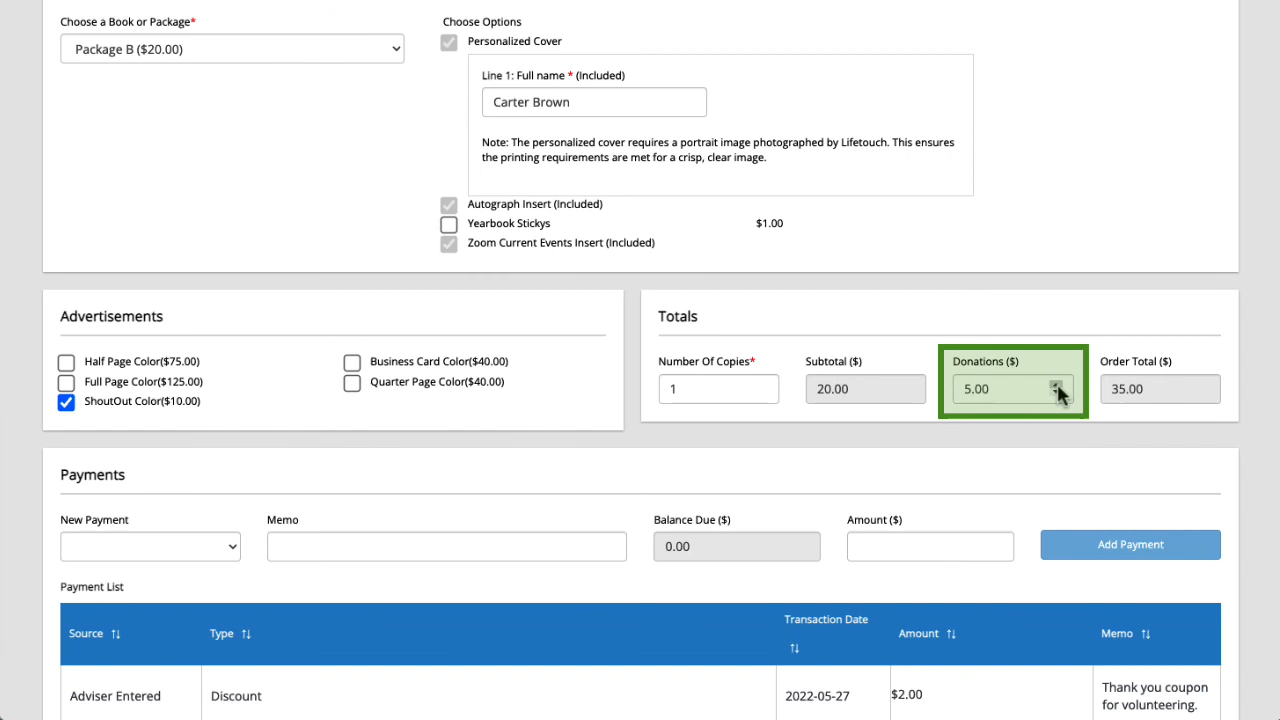 Choose a Book or Package*
Package B ($20.00)
Choose Options
Personalized Cover
Line 1: Full name * (Included)
Carter Brown
Note: The personalized cover requires a portrait image photographed by Lifetouch. This ensures
the printing requirements are met for a crisp, clear image.
Autograph Insert (Included)
Yearbook Stickys $1.00
Zoom Current Events Insert (Included)
Advertisements
Half Page Color($75.00)
Business Card Color($40.00)
Full Page Color($125.00)
Quarter Page Color($40.00)
ShoutOut Color($10.00)
Totals
Number Of Copies* Subtotal ($) Donations ($) Order Total ($)
1 20.00 5.00 35.00
Payments
New Payment Memo Balance Due ($) Amount ($)
0.00 Add Payment
Payment List
Source Type Transaction Date Amount Memo
Adviser Entered Discount 2022-05-27 $2.00 Thank you coupon
for volunteering.